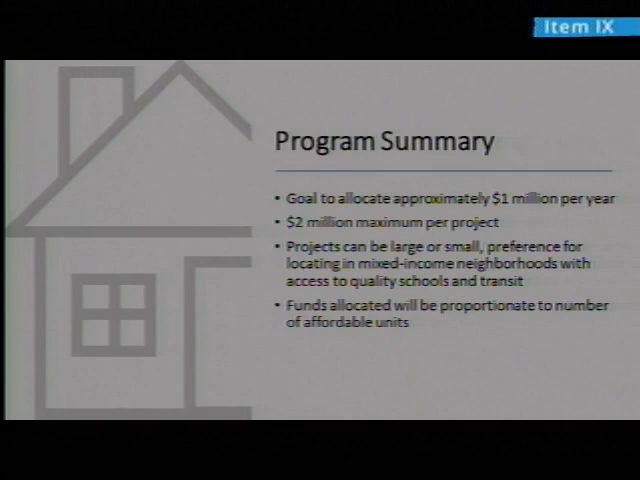 Item IX
Program Summary
• Goal to allocate approximately $1 million per year
• $2 million maximum per project
• Projects can be large or small, preference for
locating in mixed-income neighborhoods with
access to quality schools and transit
• Funds allocated will be proportionate to number
of affordable units